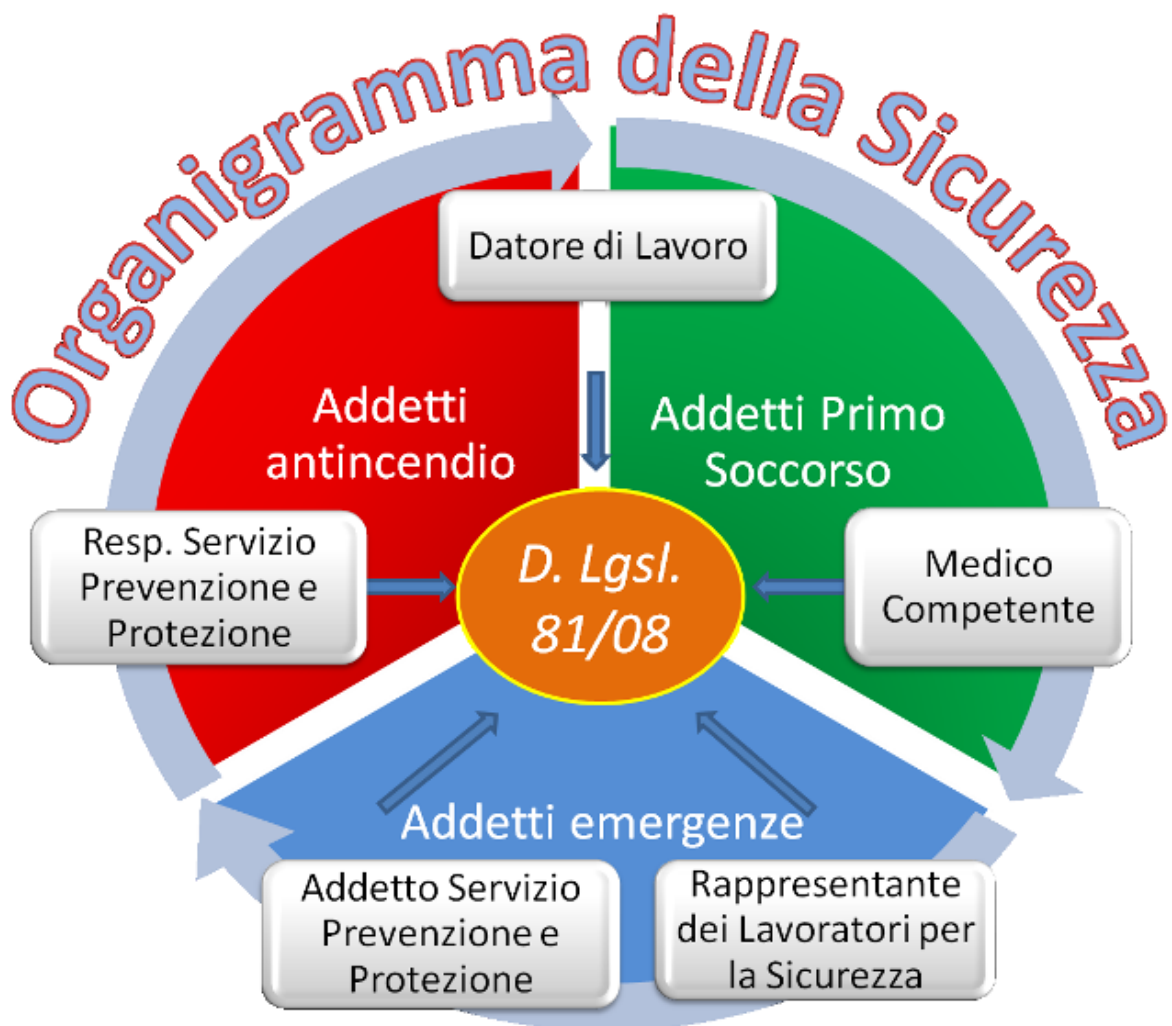 Organigramma della Sicurezza
Datore di Lavoro
Addetti
antincendio
Addetti Primo
Soccorso
Resp. Servizio
Prevenzione e
Protezione
D. Lgsl.
81/08
Medico
Competente
Addetti emergenze
Addetto Servizio
Prevenzione e
Protezione
Rappresentante
dei Lavoratori per
la Sicurezza